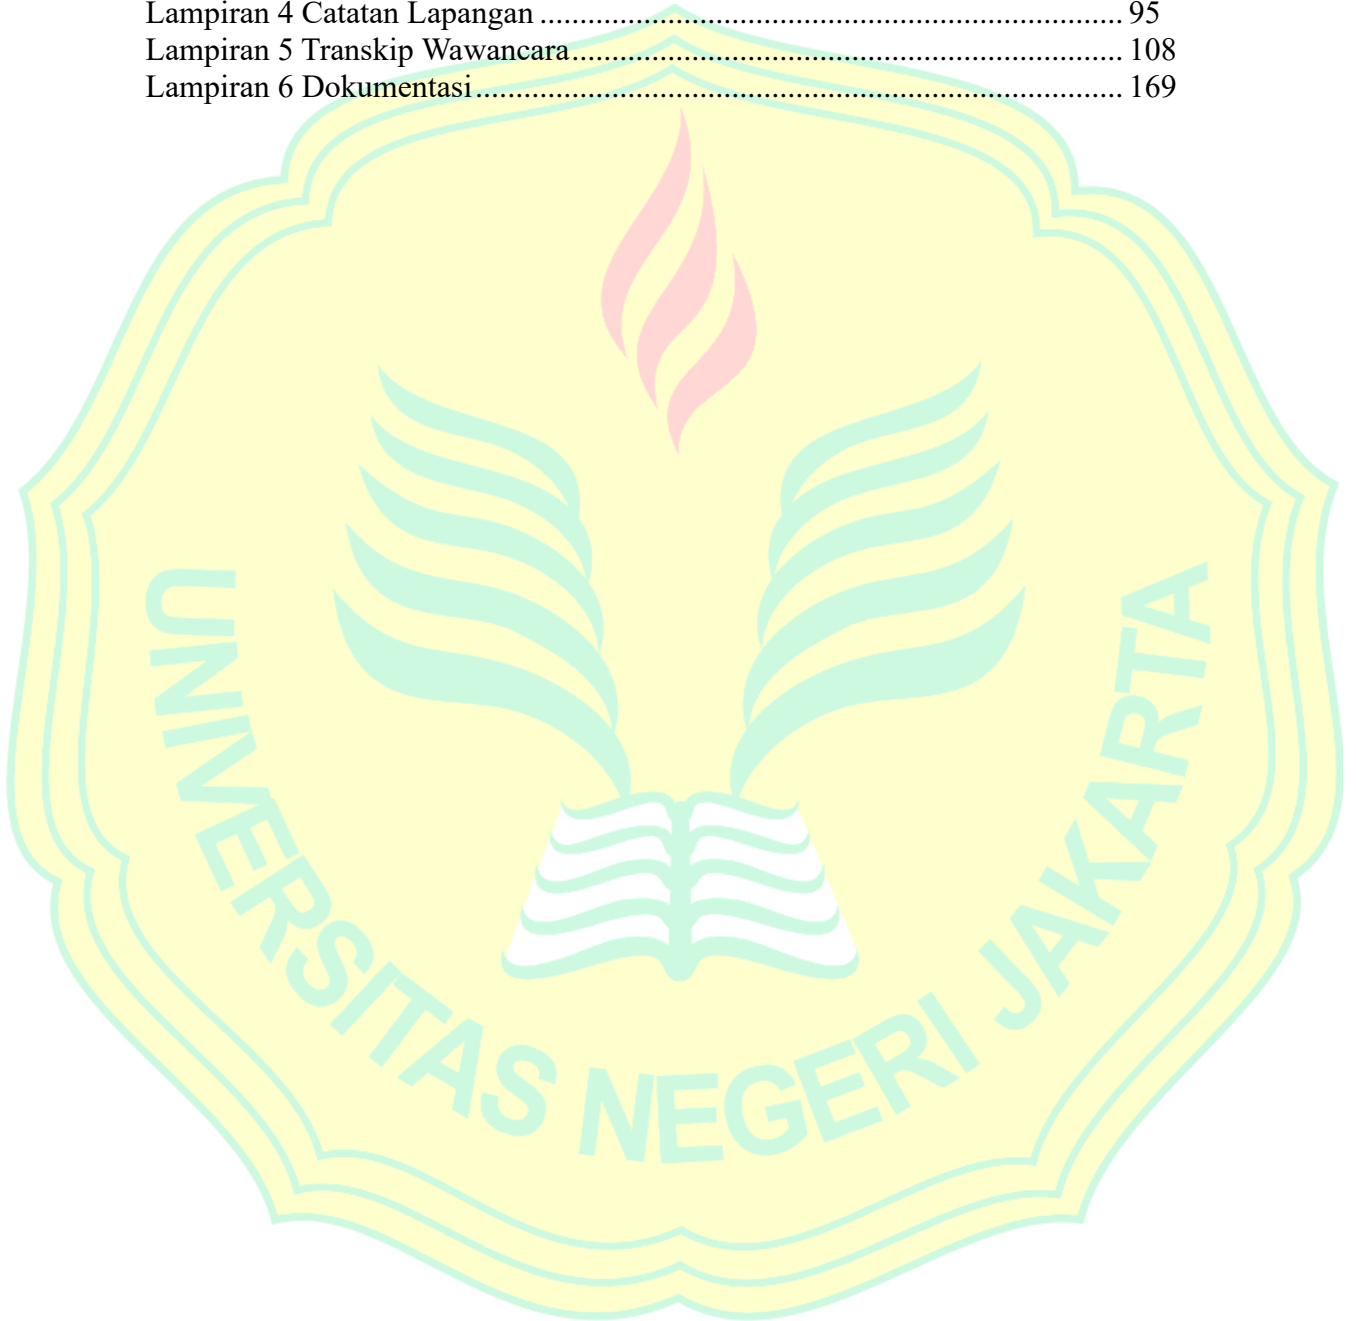 Lampiran 4 Catatan Lapangan ........................................................................ 95
Lampiran 5 Transkip Wawancara..................................................................... 108
Lampiran 6 Dokumentasi................................................................................. 169
UNIVERSITAS NEGERI JAKARTA